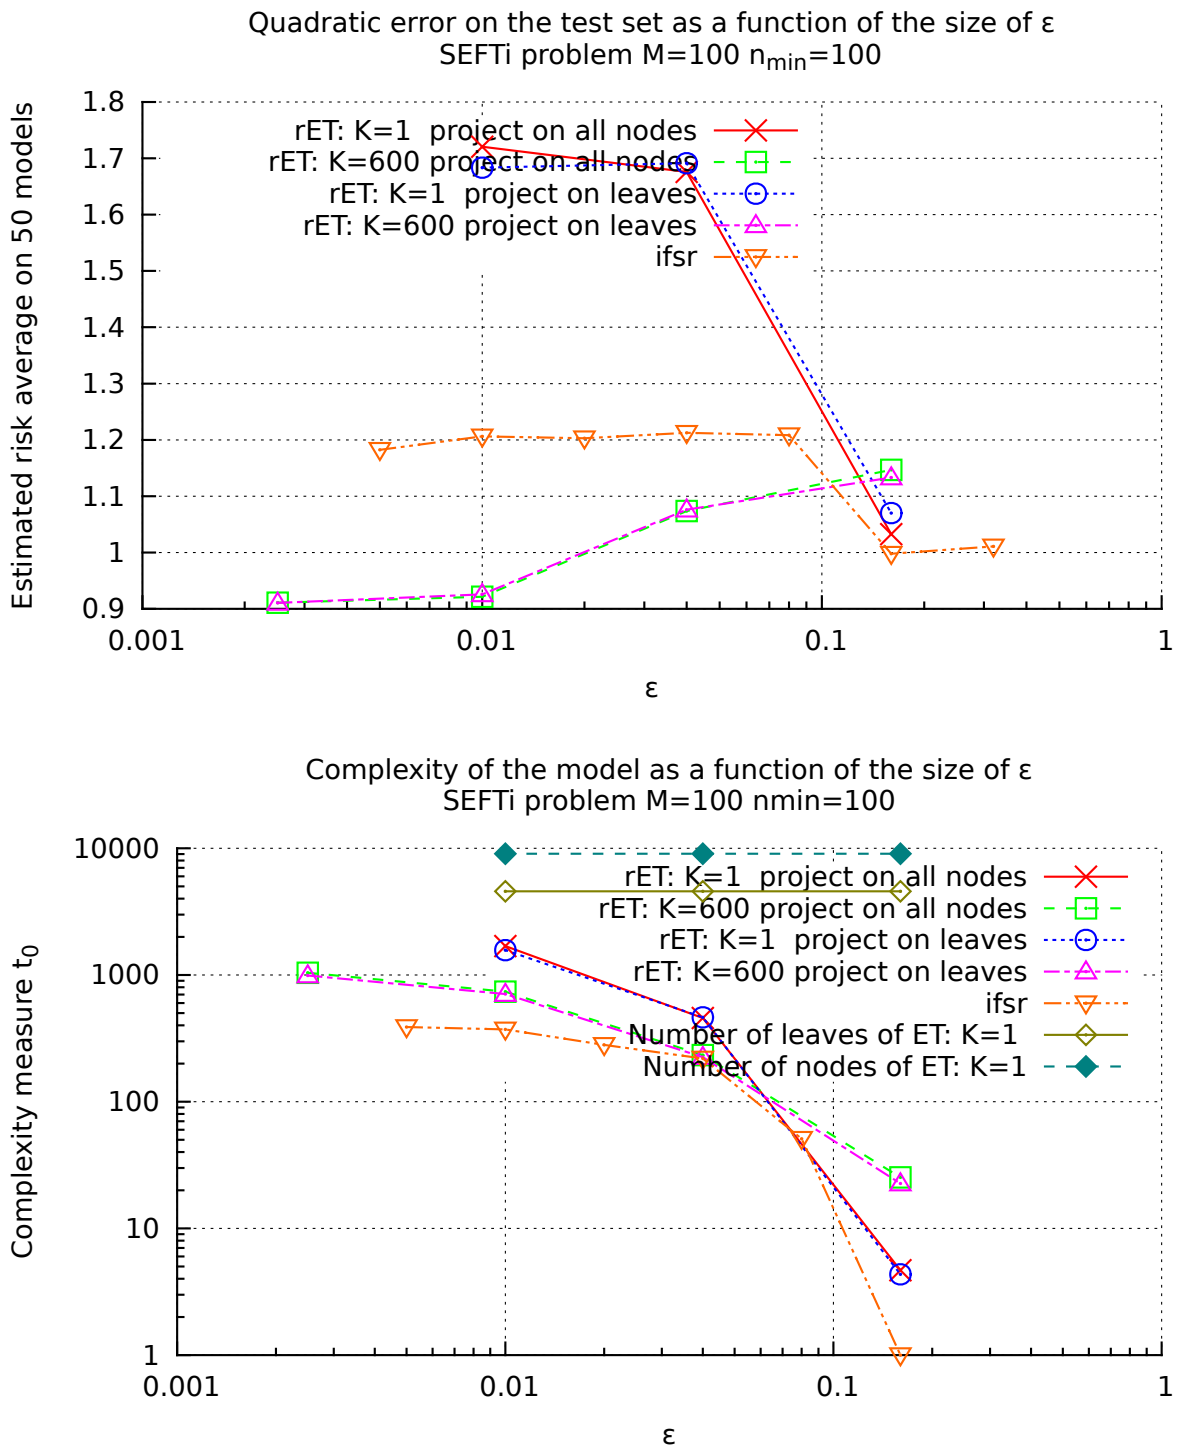 Quadratic error on the test set as a function of the size of ε
SEFTi problem M=100 n_min=100
Estimated risk average on 50 models
1.8
1.7
1.6
1.5
1.4
1.3
1.2
1.1
1
0.9
rET: K=1 project on all nodes
rET: K=600 project on all nodes
rET: K=1 project on leaves
rET: K=600 project on leaves
ifsr
0.001 0.01 0.1 1
ε
Complexity of the model as a function of the size of ε
SEFTi problem M=100 nmin=100
Complexity measure t_0
10000
1000
100
10
1
rET: K=1 project on all nodes
rET: K=600 project on all nodes
rET: K=1 project on leaves
rET: K=600 project on leaves
ifsr
Number of leaves of ET: K=1
Number of nodes of ET: K=1
0.001 0.01 0.1 1
ε